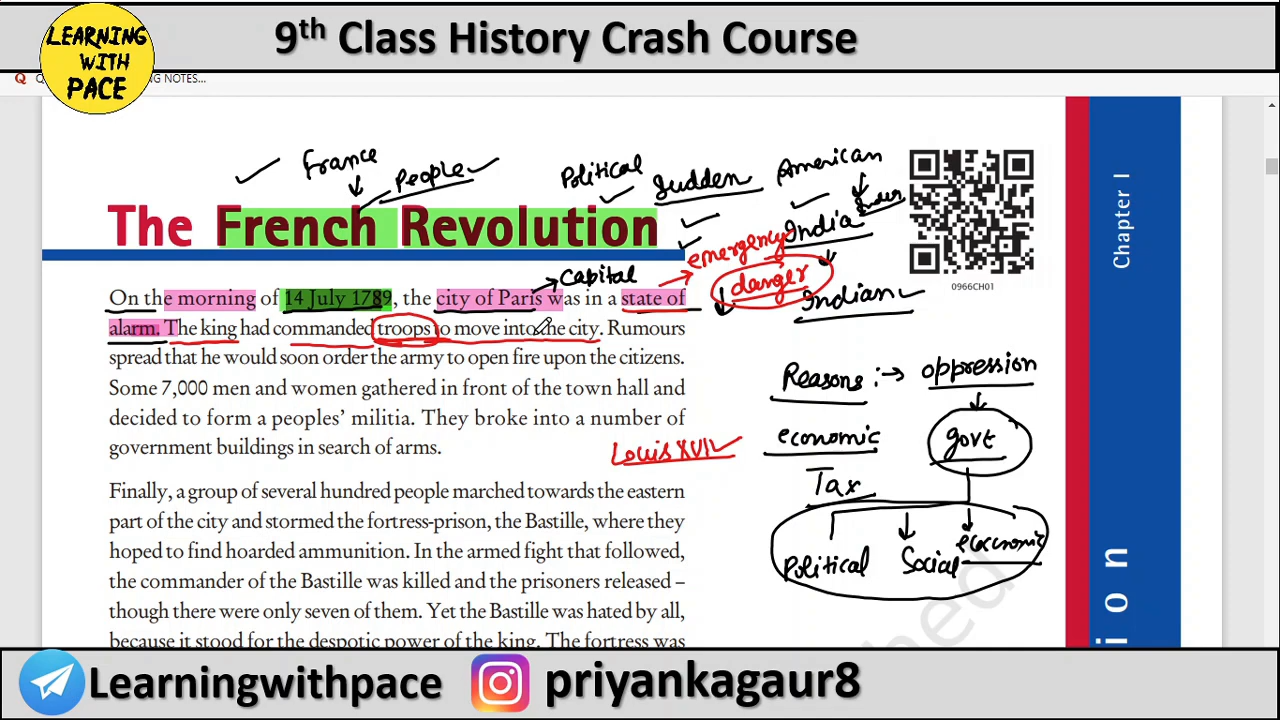 LEARNING
WITH
PACE
9th Class History Crash Course
NG NOTES...
France
People
Political
Sudden
American
India
Indian
emergency
danger
Capital
The French Revolution
0966CH01
Chapter I
On the morning of 14 July 1789, the city of Paris was in a state of
alarm. The king had commanded troops to move into the city. Rumours
spread that he would soon order the army to open fire upon the citizens.
Some 7,000 men and women gathered in front of the town hall and
decided to form a peoples’ militia. They broke into a number of
government buildings in search of arms.
Louis XVI
Reasons :→ oppression
economic
govt
Tax
Political Social economic
Finally, a group of several hundred people marched towards the eastern
part of the city and stormed the fortress-prison, the Bastille, where they
hoped to find hoarded ammunition. In the armed fight that followed,
the commander of the Bastille was killed and the prisoners released –
though there were only seven of them. Yet the Bastille was hated by all,
because it stood for the despotic power of the king. The fortress was
ion
hed
Learningwithpace
priyankagaur8